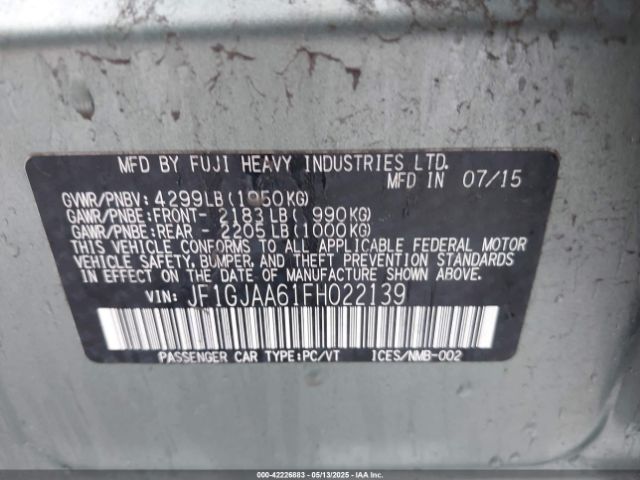 MFD BY FUJI HEAVY INDUSTRIES LTD.
MFD IN 07/15
GVWR/PNBV: 4299LB(1950KG)
GAWR/PNBE:FRONT- 2183LB( 990KG)
GAWR/PNBE:REAR - 2205LB(1000KG)
THIS VEHICLE CONFORMS TO ALL APPLICABLE FEDERAL MOTOR
VEHICLE SAFETY, BUMPER, AND THEFT PREVENTION STANDARDS
IN EFFECT ON THE DATE OF MANUFACTURE SHOWN ABOVE.
VIN: JF1GJAA61FH022139
PASSENGER CAR TYPE:PC/VT ICES/NMB-002
000-42226883 - 05/13/2025 - IAAI.COM